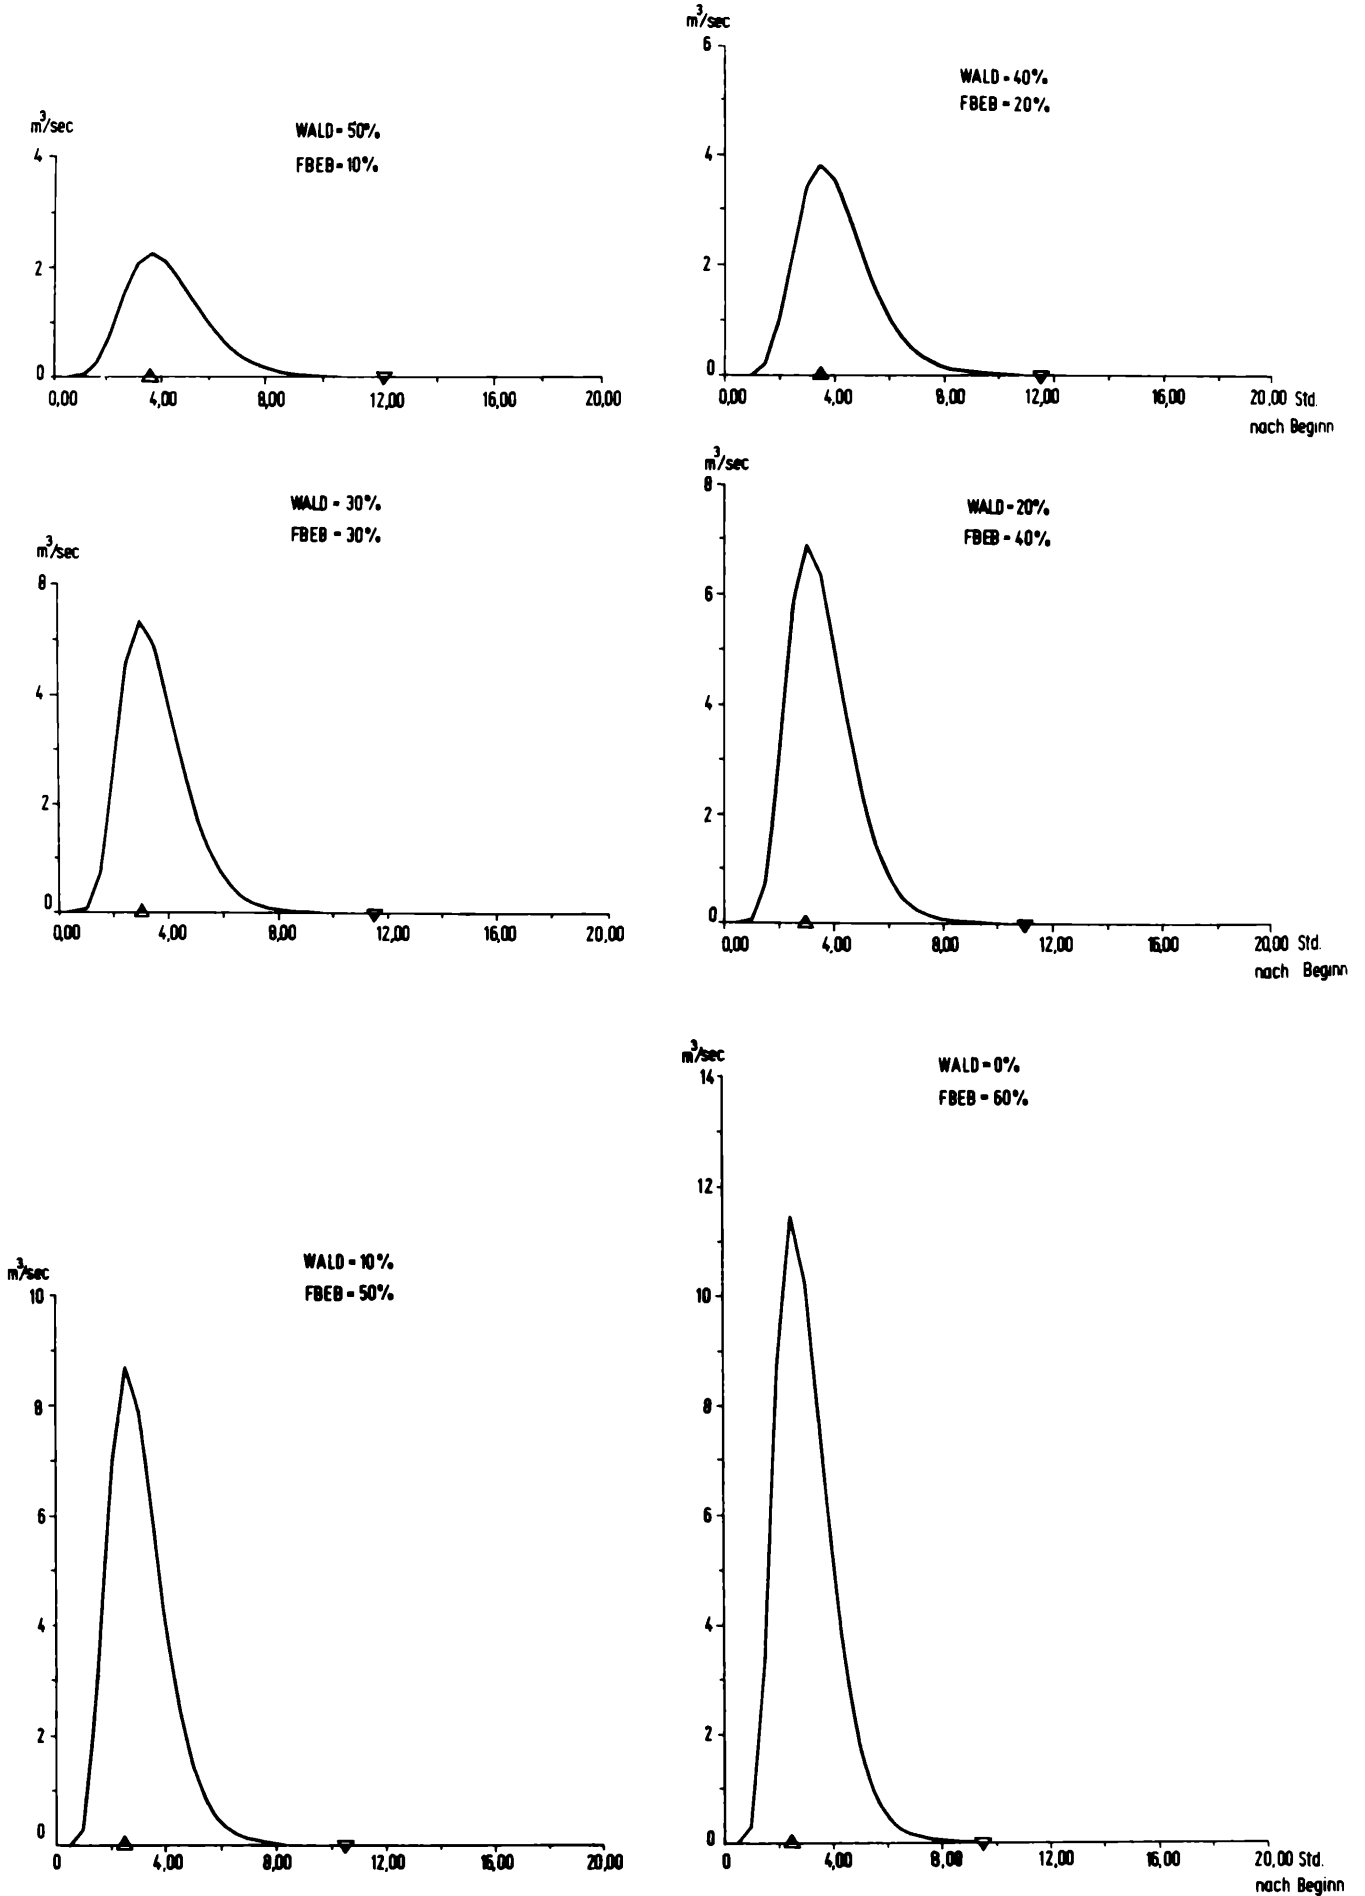 m³/sec
WALD = 50%
FBEB = 10%
4
2
0
0,00 4,00 8,00 12,00 16,00 20,00
m³/sec
6
WALD = 40%
FBEB = 20%
4
2
0
0,00 4,00 8,00 12,00 16,00 20.00 Std.
nach Beginn
WALD = 30%
FBEB = 30%
m³/sec
8
4
2
0
0,00 4,00 8,00 12,00 16,00 20,00
m³/sec
8
WALD = 20%
FBEB = 40%
6
4
2
0
0,00 4,00 8,00 12,00 16,00 20,00 Std.
nach Beginn
WALD = 10%
FBEB = 50%
m³/sec
10
8
6
4
2
0
0 4,00 8,00 12,00 16,00 20,00
m³/sec
WALD = 0%
14
FBEB = 60%
12
10
8
6
4
2
0
0 4,00 8,00 12,00 16,00 20,00 Std.
nach Beginn